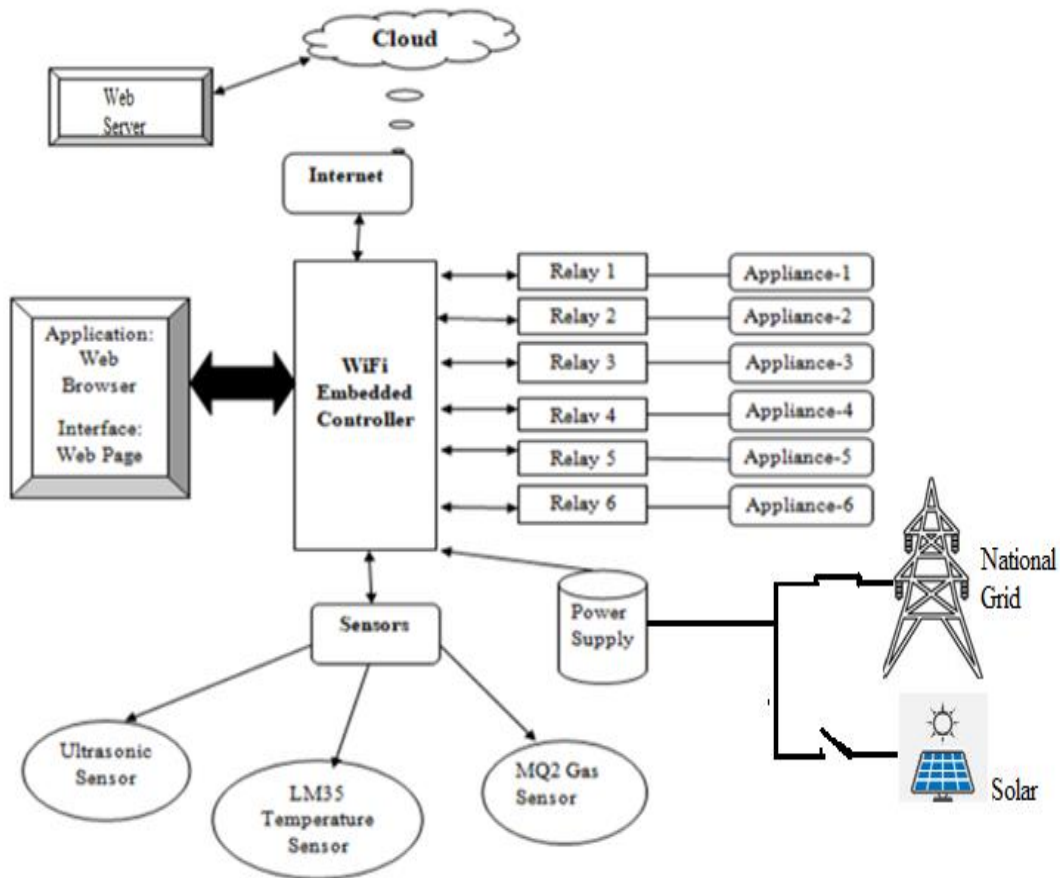 Cloud
Web
Server
Internet
Relay 1
Appliance-1
Relay 2
Appliance-2
Application:
Web
Browser
Interface:
Web Page
WiFi
Embedded
Controller
Relay 3
Appliance-3
Relav 4
Appliance-4
Relay 5
Appliance-5
Relay 6
Appliance-6
National
Grid
Power
Supply
Sensors
Ultrasonic
Sensor
LM35
Temperature
Sensor
MQ2 Gas
Sensor
Solar